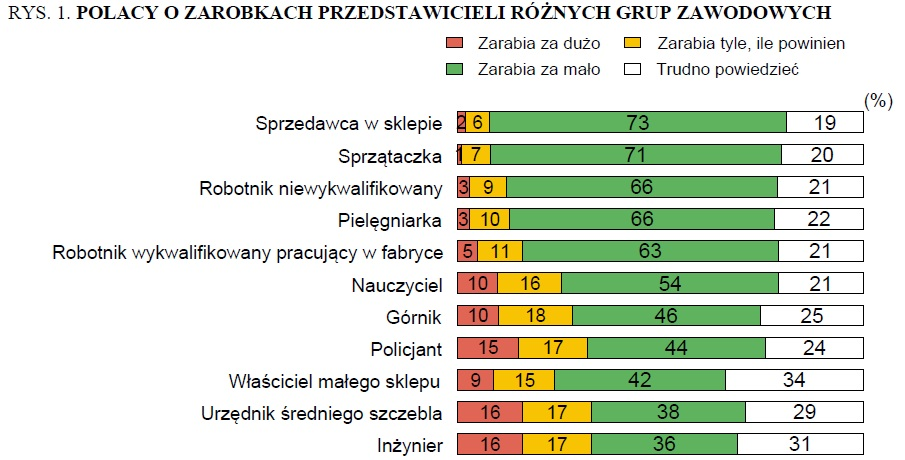 RYS. 1. POLACY O ZAROBKACH PRZEDSTAWICIELI RÓŻNYCH GRUP ZAWODOWYCH
Zarabia za dużo Zarabia tyle, ile powinien
Zarabia za mało Trudno powiedzieć
(%)
Sprzedawca w sklepie 2 6 73 19
Sprzątaczka 1 7 71 20
Robotnik niewykwalifikowany 3 9 66 21
Pielęgniarka 3 10 66 22
Robotnik wykwalifikowany pracujący w fabryce 5 11 63 21
Nauczyciel 10 16 54 21
Górnik 10 18 46 25
Policjant 15 17 44 24
Właściciel małego sklepu 9 15 42 34
Urzędnik średniego szczebla 16 17 38 29
Inżynier 16 17 36 31